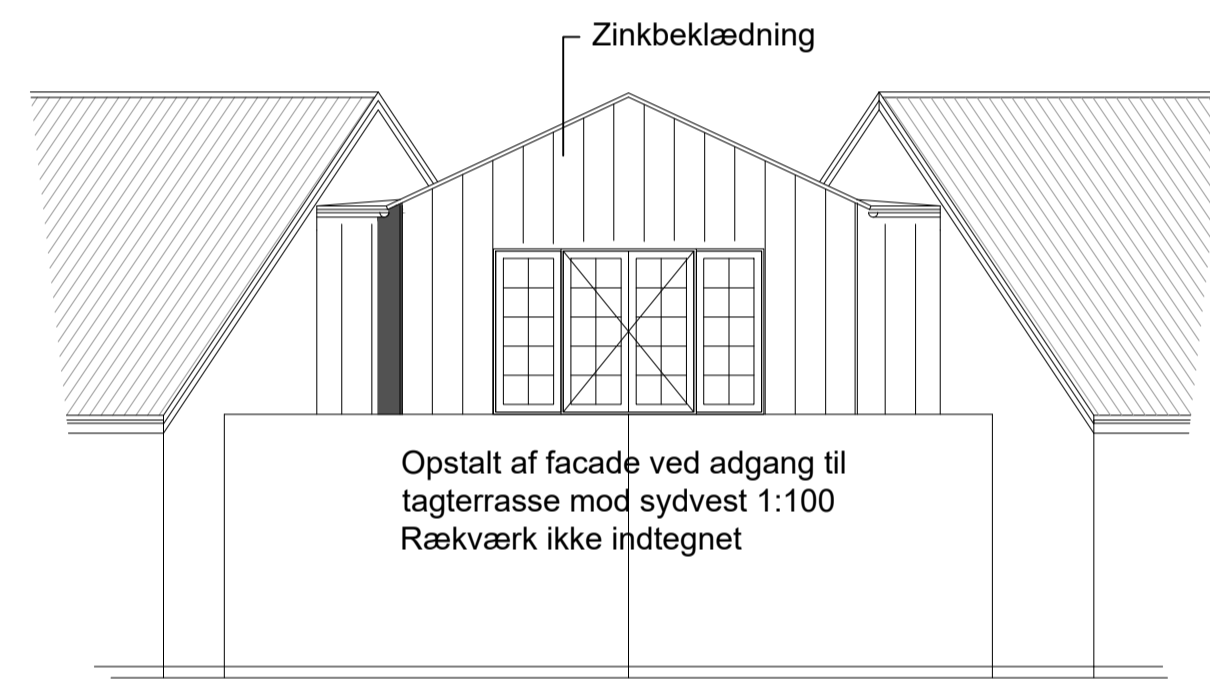 Zinkbeklædning
Opstalt af facade ved adgang til
tagterrasse mod sydvest 1:100
Rækværk ikke indtegnet